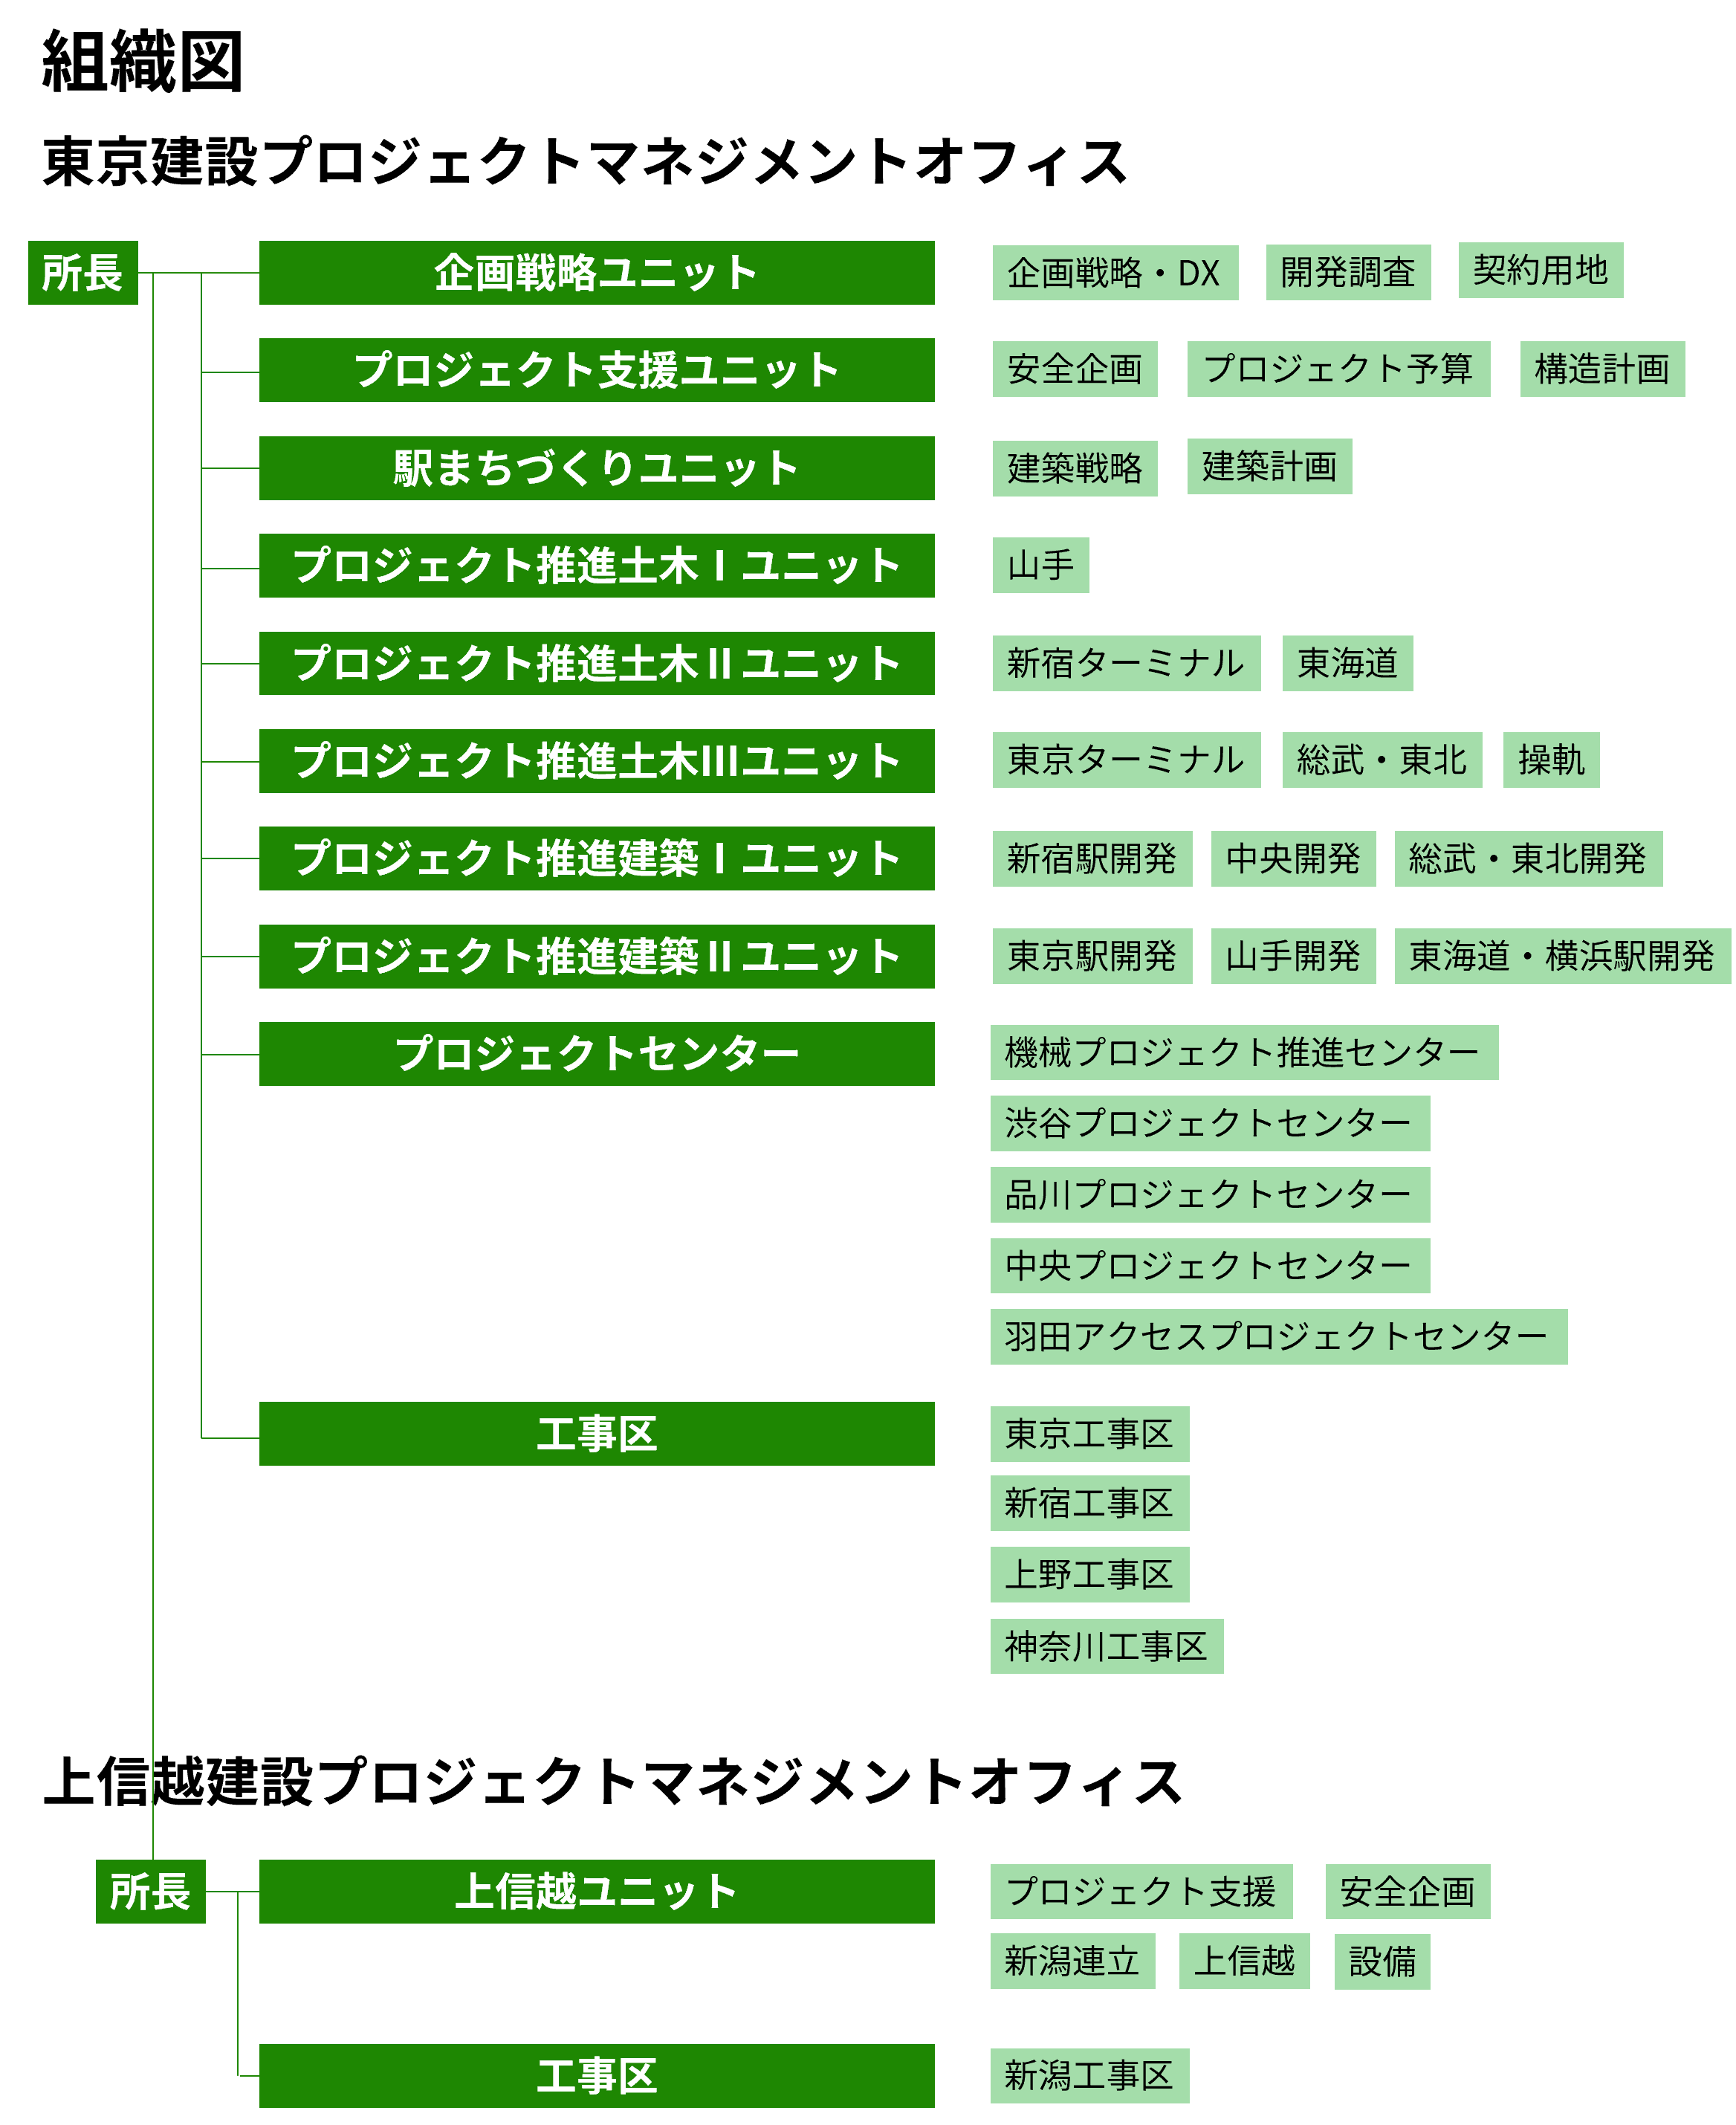 組織図
東京建設プロジェクトマネジメントオフィス
所長
企画戦略ユニット
企画戦略・DX 開発調査 契約用地
プロジェクト支援ユニット
安全企画 プロジェクト予算 構造計画
駅まちづくりユニット
建築戦略 建築計画
プロジェクト推進土木Ⅰユニット
山手
プロジェクト推進土木Ⅱユニット
新宿ターミナル 東海道
プロジェクト推進土木Ⅲユニット
東京ターミナル 総武・東北 操軌
プロジェクト推進建築Ⅰユニット
新宿駅開発 中央開発 総武・東北開発
プロジェクト推進建築Ⅱユニット
東京駅開発 山手開発 東海道・横浜駅開発
プロジェクトセンター
機械プロジェクト推進センター
渋谷プロジェクトセンター
品川プロジェクトセンター
中央プロジェクトセンター
羽田アクセスプロジェクトセンター
工事区
東京工事区
新宿工事区
上野工事区
神奈川工事区
上信越建設プロジェクトマネジメントオフィス
所長
上信越ユニット
プロジェクト支援 安全企画
新潟連立 上信越 設備
工事区
新潟工事区